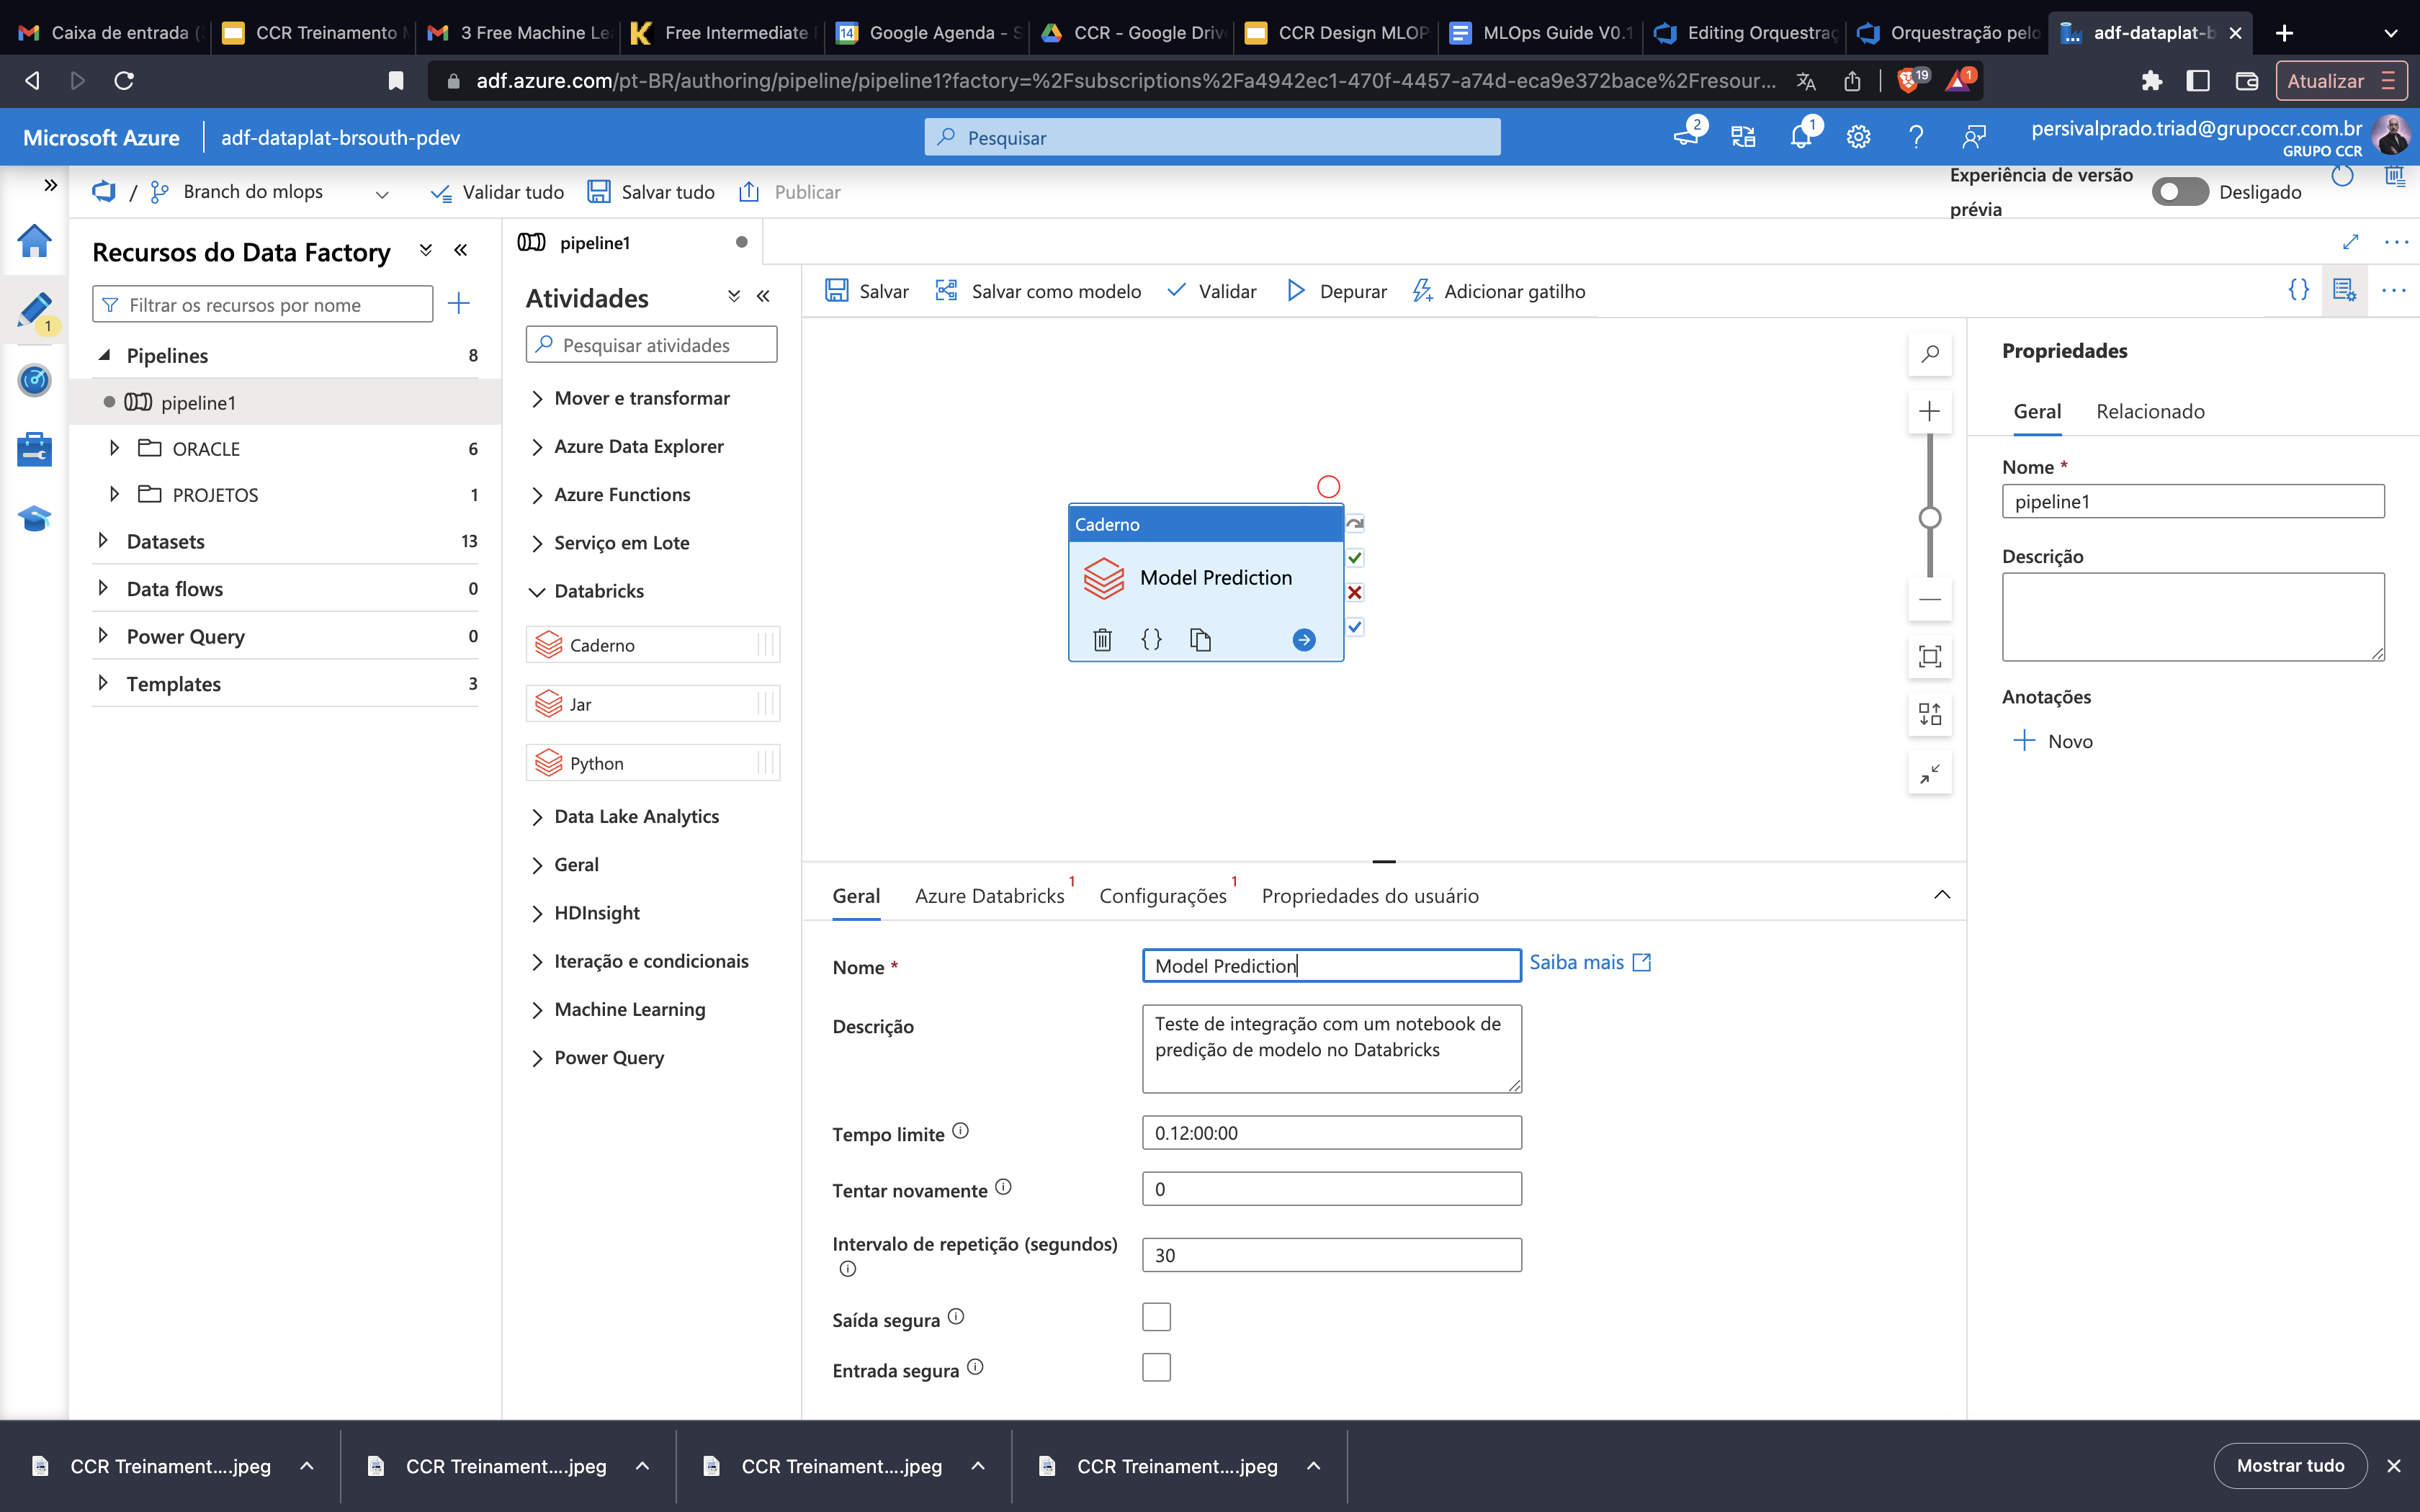 Caixa de entrada (
CCR Treinamento M
3 Free Machine Le
Free Intermediate
Google Agenda - S
CCR - Google Drive
CCR Design MLOP
MLOps Guide V0.1
Editing Orquestraç
Orquestração pelo
adf-dataplat-b
adf.azure.com/pt-BR/authoring/pipeline/pipeline1?factory=%2Fsubscriptions%2Fa4942ec1-470f-4457-a74d-eca9e372bace%2Fresour...
19
1
Atualizar
Microsoft Azure
adf-dataplat-brsouth-pdev
Pesquisar
2
1
persivalprado.triad@grupoccr.com.br
GRUPO CCR
/
Branch do mlops
Validar tudo
Salvar tudo
Publicar
Experiência de versão
prévia
Desligado
Recursos do Data Factory
Filtrar os recursos por nome
1
Pipelines 8
pipeline1
ORACLE 6
PROJETOS 1
Datasets 13
Data flows 0
Power Query 0
Templates 3
pipeline1
Atividades
Pesquisar atividades
Mover e transformar
Azure Data Explorer
Azure Functions
Serviço em Lote
Databricks
Caderno
Jar
Python
Data Lake Analytics
Geral
HDInsight
Iteração e condicionais
Machine Learning
Power Query
Salvar
Salvar como modelo
Validar
Depurar
Adicionar gatilho
Caderno
Model Prediction
Geral
Azure Databricks 1
Configurações 1
Propriedades do usuário
Nome *
Model Prediction
Saiba mais
Descrição
Teste de integração com um notebook de
predição de modelo no Databricks
Tempo limite
0.12:00:00
Tentar novamente
0
Intervalo de repetição (segundos)
30
Saída segura
Entrada segura
Propriedades
Geral
Relacionado
Nome *
pipeline1
Descrição
Anotações
Novo
CCR Treinament....jpeg
CCR Treinament....jpeg
CCR Treinament....jpeg
CCR Treinament....jpeg
Mostrar tudo